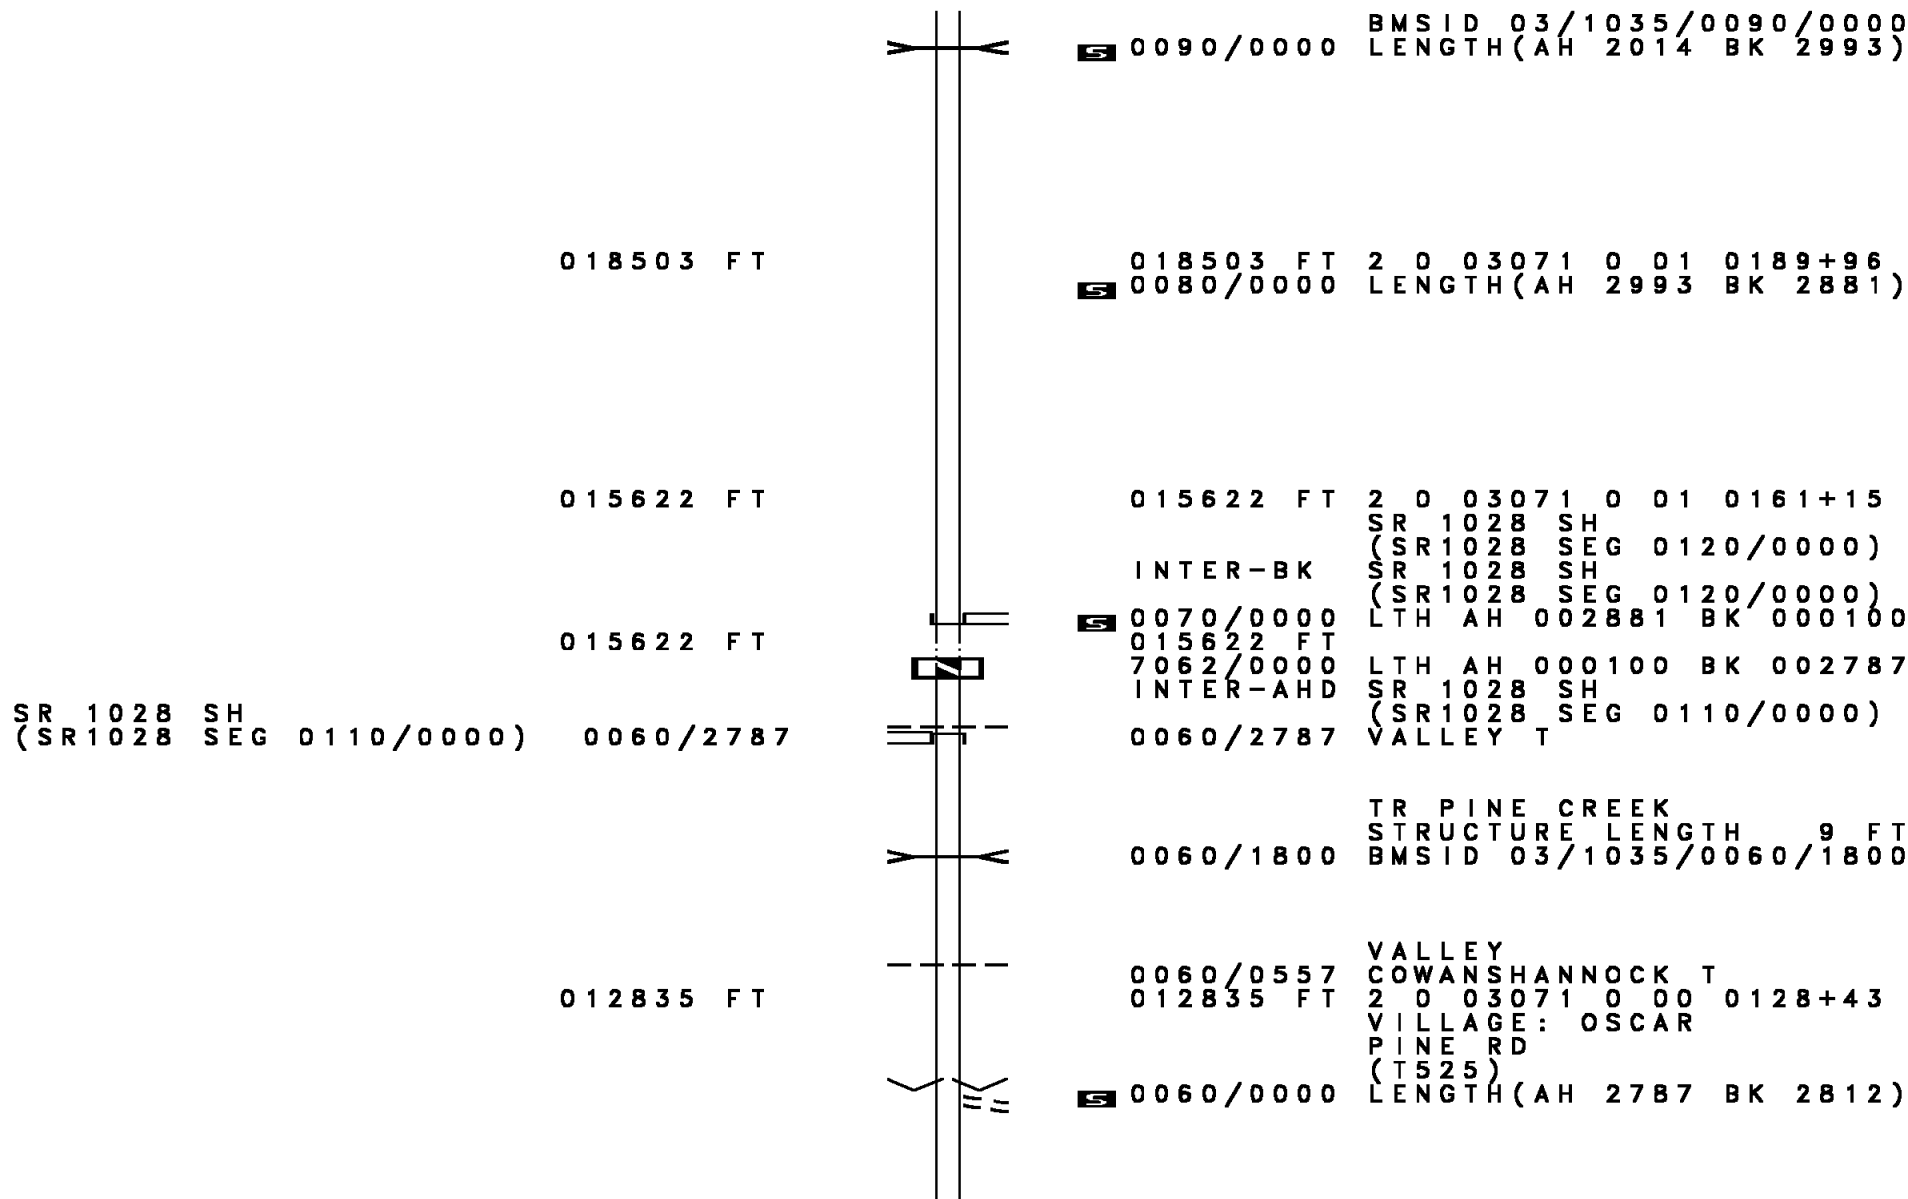 BMSID 03/1035/0090/0000
S 0090/0000 LENGTH(AH 2014 BK 2993)
018503 FT 018503 FT 2 0 03071 0 01 0189+96
S 0080/0000 LENGTH(AH 2993 BK 2881)
015622 FT 015622 FT 2 0 03071 0 01 0161+15
SR 1028 SH
(SR1028 SEG 0120/0000)
INTER-BK SR 1028 SH
(SR1028 SEG 0120/0000)
S 0070/0000 LTH AH 002881 BK 000100
015622 FT 015622 FT
7062/0000 LTH AH 000100 BK 002787
INTER-AHD SR 1028 SH
SR 1028 SH (SR1028 SEG 0110/0000)
(SR1028 SEG 0110/0000) 0060/2787 0060/2787 VALLEY T
TR PINE CREEK
STRUCTURE LENGTH 9 FT
0060/1800 BMSID 03/1035/0060/1800
VALLEY
0060/0557 COWANSHANNOCK T
012835 FT 012835 FT 2 0 03071 0 00 0128+43
VILLAGE: OSCAR
PINE RD
(T525)
S 0060/0000 LENGTH(AH 2787 BK 2812)